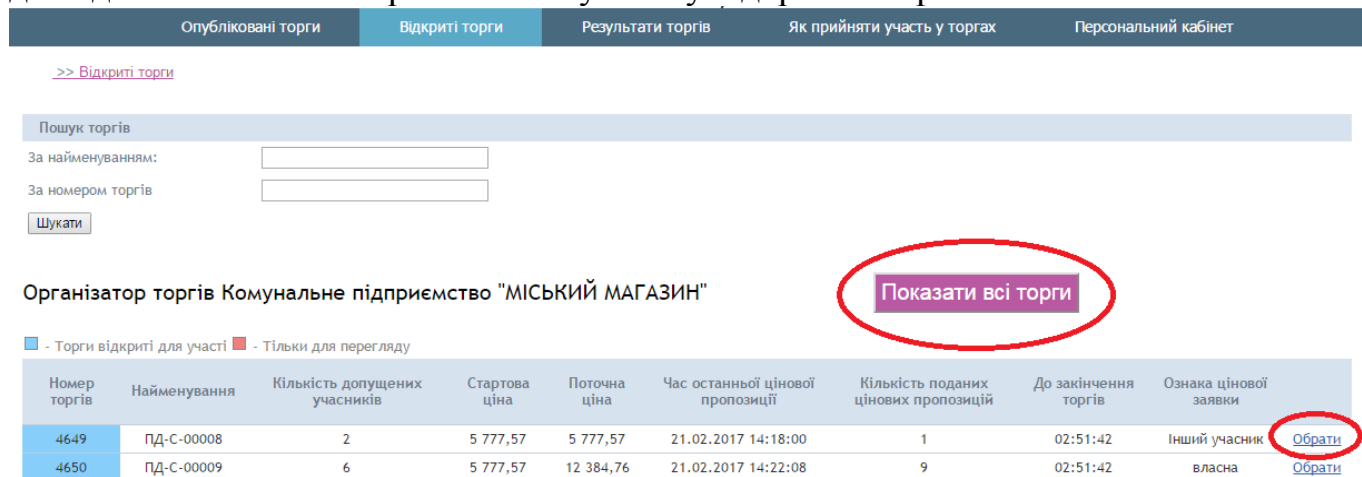 Опубліковані торги Відкриті торги Результати торгів Як прийняти участь у торгах Персональний кабінет
>> Відкриті торги
Пошук торгів
За найменуванням:
За номером торгів
Шукати
Організатор торгів Комунальне підприємство "МІСЬКИЙ МАГАЗИН" Показати всі торги
- Торги відкриті для участі - Тільки для перегляду
Номер торгів Найменування Кількість допущених учасників Стартова ціна Поточна ціна Час останньої цінової пропозиції Кількість поданих цінових пропозицій До закінчення торгів Ознака цінової заявки
4649 ПД-С-00008 2 5 777,57 5 777,57 21.02.2017 14:18:00 1 02:51:42 Інший учасник Обрати
4650 ПД-С-00009 6 5 777,57 12 384,76 21.02.2017 14:22:08 9 02:51:42 власна Обрати